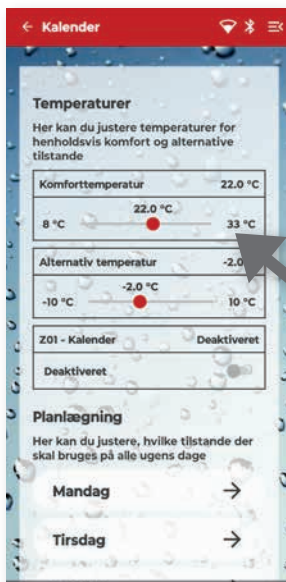 Kalender
Temperaturer
Her kan du justere temperaturer for
henholdsvis komfort og alternative
tilstande
Komforttemperatur 22.0 °C
22.0 °C
8 °C 33 °C
Alternativ temperatur -2.0
-2.0 °C
-10 °C 10 °C
Z01 - Kalender Deaktiveret
Deaktiveret
Planlægning
Her kan du justere, hvilke tilstande der
skal bruges på alle ugens dage
Mandag
Tirsdag